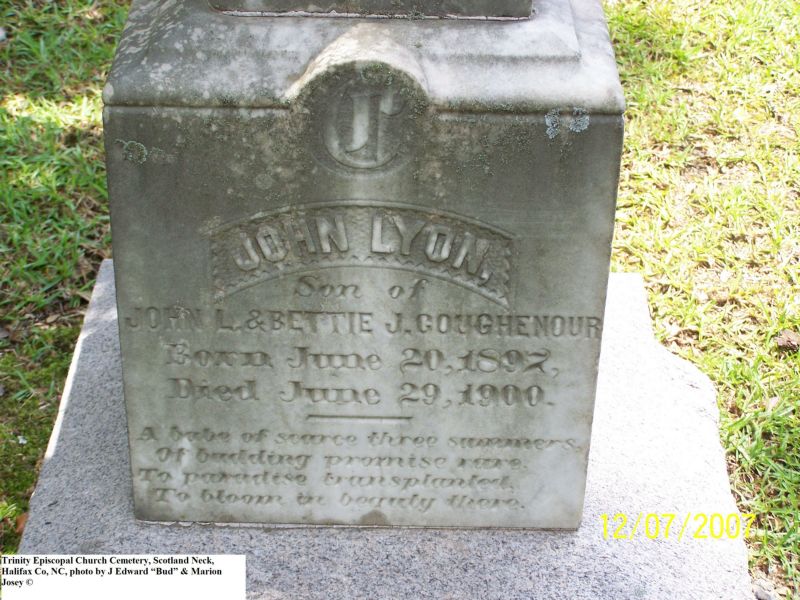 JOHN LYON,
Son of
JOHN L. & BETTIE J. COUGHENOUR
Born June 20, 1897,
Died June 29, 1900.
A babe of scarce three summers,
Of budding promise rare,
To paradise transplanted,
To bloom in beauty there.
12/07/2007
Trinity Episcopal Church Cemetery, Scotland Neck,
Halifax Co, NC, photo by J Edward “Bud” & Marion
Josey ©